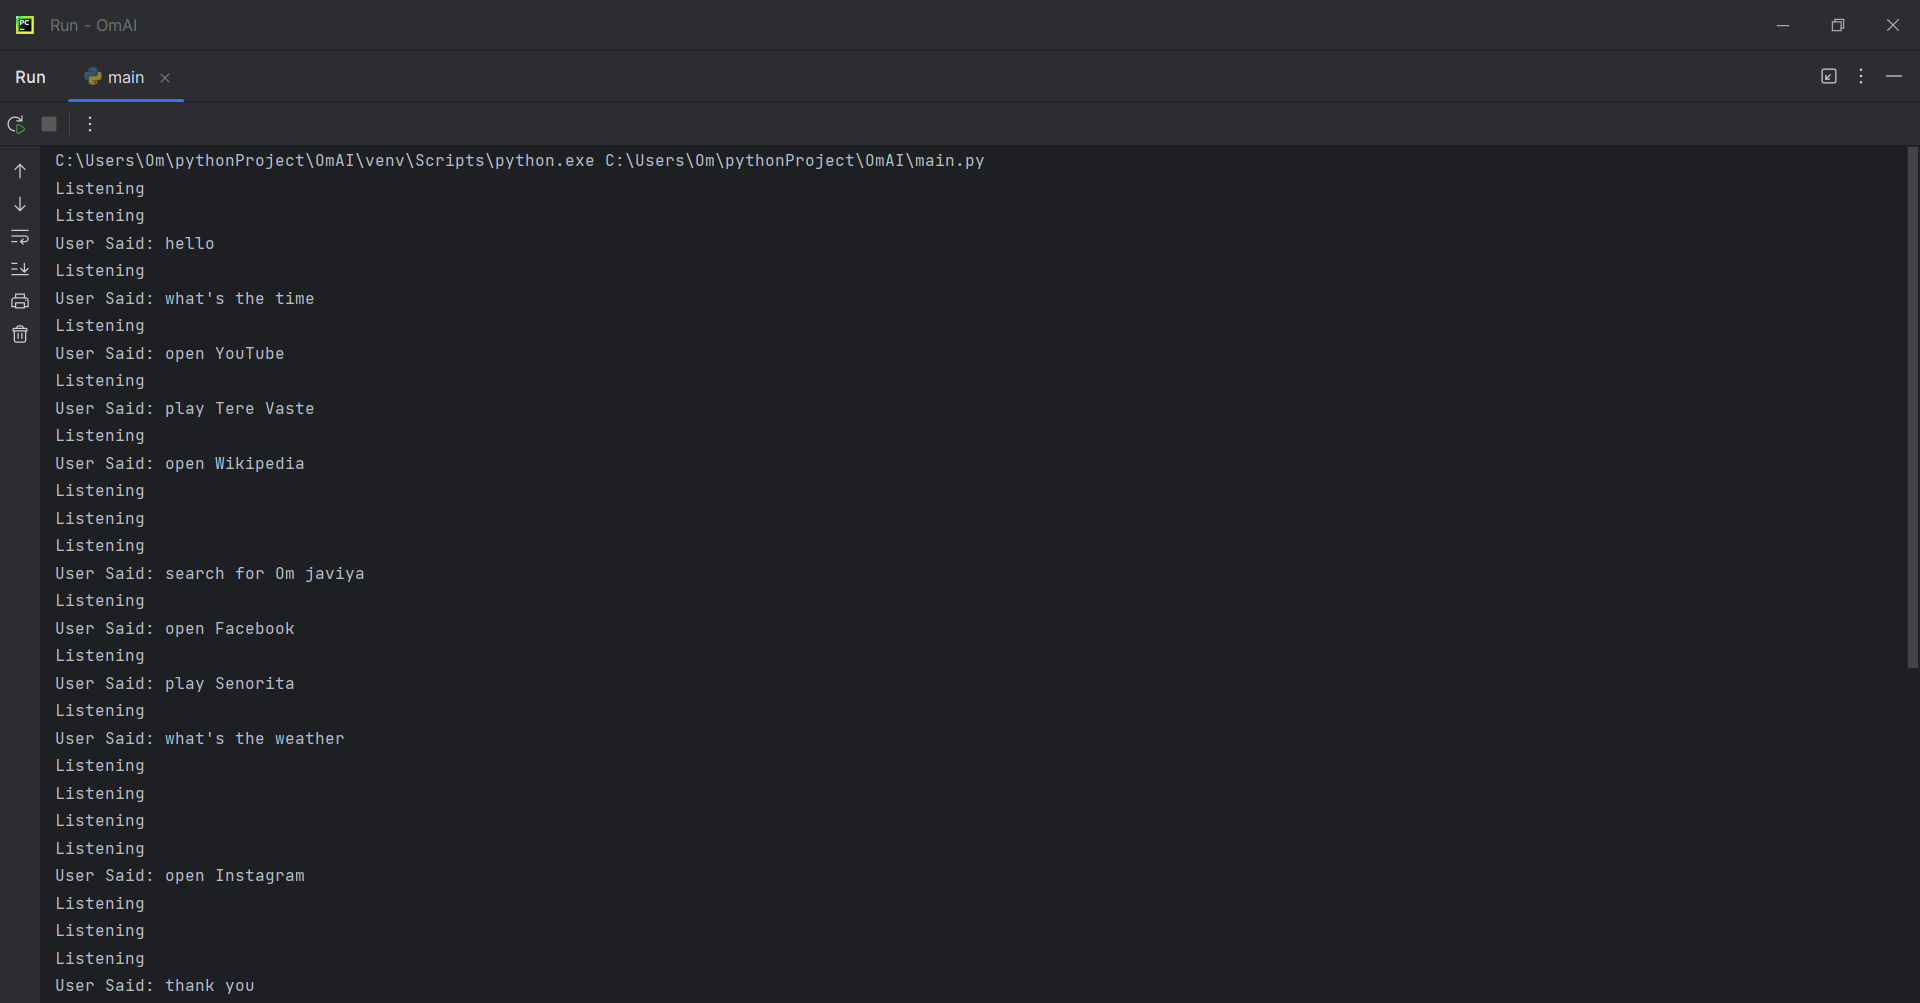 PC
Run - OmAI
Run main
C:\Users\Om\pythonProject\OmAI\venv\Scripts\python.exe C:\Users\Om\pythonProject\OmAI\main.py
Listening
Listening
User Said: hello
Listening
User Said: what's the time
Listening
User Said: open YouTube
Listening
User Said: play Tere Vaste
Listening
User Said: open Wikipedia
Listening
Listening
Listening
User Said: search for Om javiya
Listening
User Said: open Facebook
Listening
User Said: play Senorita
Listening
User Said: what's the weather
Listening
Listening
Listening
Listening
User Said: open Instagram
Listening
Listening
Listening
User Said: thank you